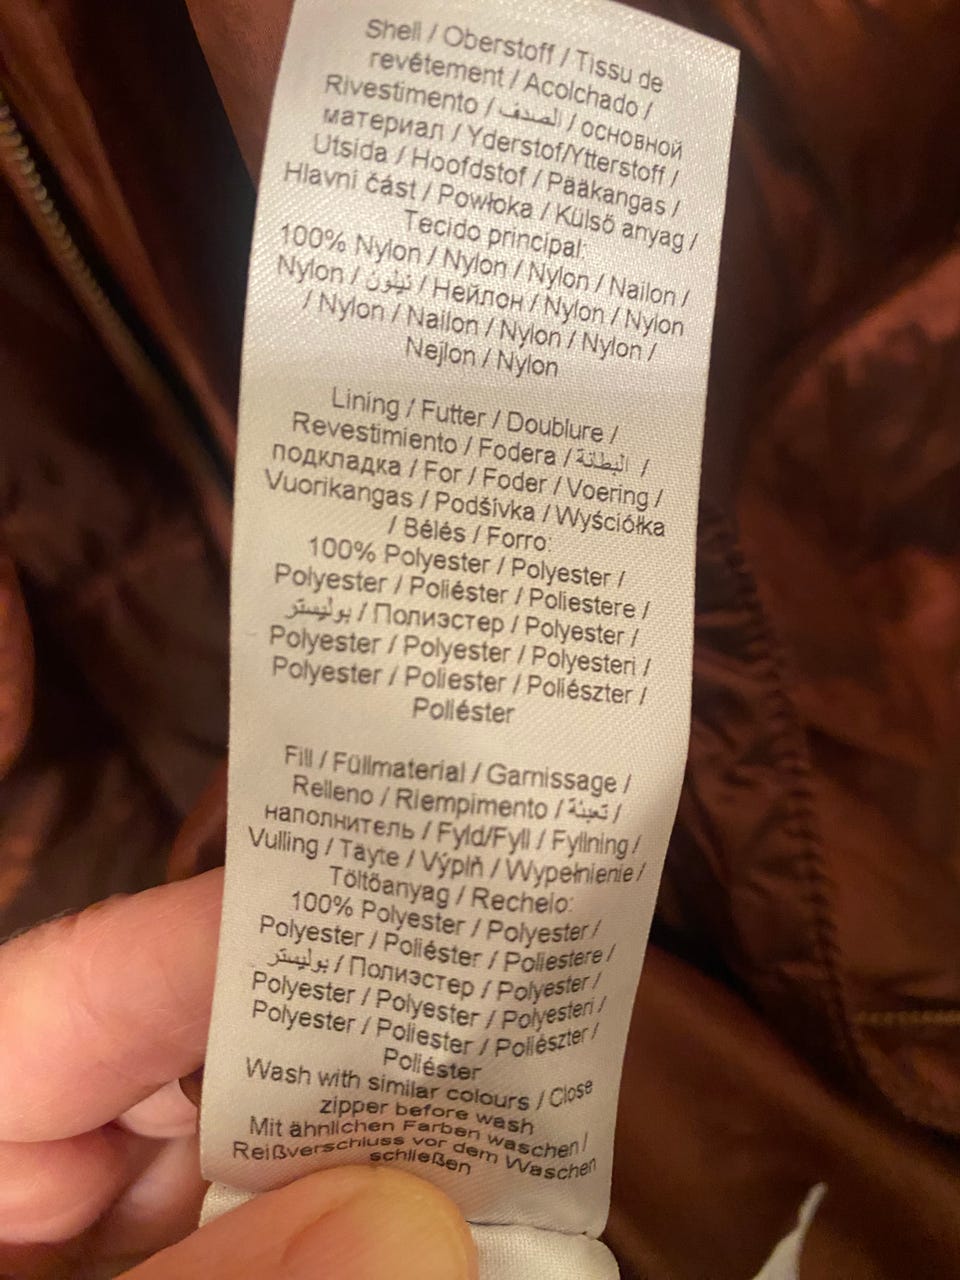 Shell / Oberstoff / Tissu de
revêtement / Acolchado /
Rivestimento / الصدف / основной
материал / Yderstof/Ytterstoff /
Utsida / Hoofdstof / Pääkangas /
Hlavní část / Powłoka / Külső anyag /
Tecido principal:
100% Nylon / Nylon / Nylon / Nailon /
Nylon / نيلون / Нейлон / Nylon / Nylon
/ Nylon / Nailon / Nylon / Nylon /
Nejlon / Nylon
Lining / Futter / Doublure /
Revestimiento / Fodera / البطانة /
подкладка / For / Foder / Voering /
Vuorikangas / Podšívka / Wyściółka
/ Bélés / Forro:
100% Polyester / Polyester /
Polyester / Poliéster / Poliestere /
بوليستر / Полиэстер / Polyester /
Polyester / Polyester / Polyesteri /
Polyester / Poliester / Poliészter /
Poliéster
Fill / Füllmaterial / Garnissage /
Relleno / Riempimento / تعبئة /
наполнитель / Fyld/Fyll / Fyllning /
Vulling / Täyte / Výplň / Wypełnienie /
Töltőanyag / Recheio:
100% Polyester / Polyester /
Polyester / Poliéster / Poliestere /
بوليستر / Полиэстер / Polyester /
Polyester / Polyester / Polyesteri /
Polyester / Poliester / Poliészter /
Poliéster
Wash with similar colours / Close
zipper before wash
Mit ähnlichen Farben waschen /
Reißverschluss vor dem Waschen
schließen